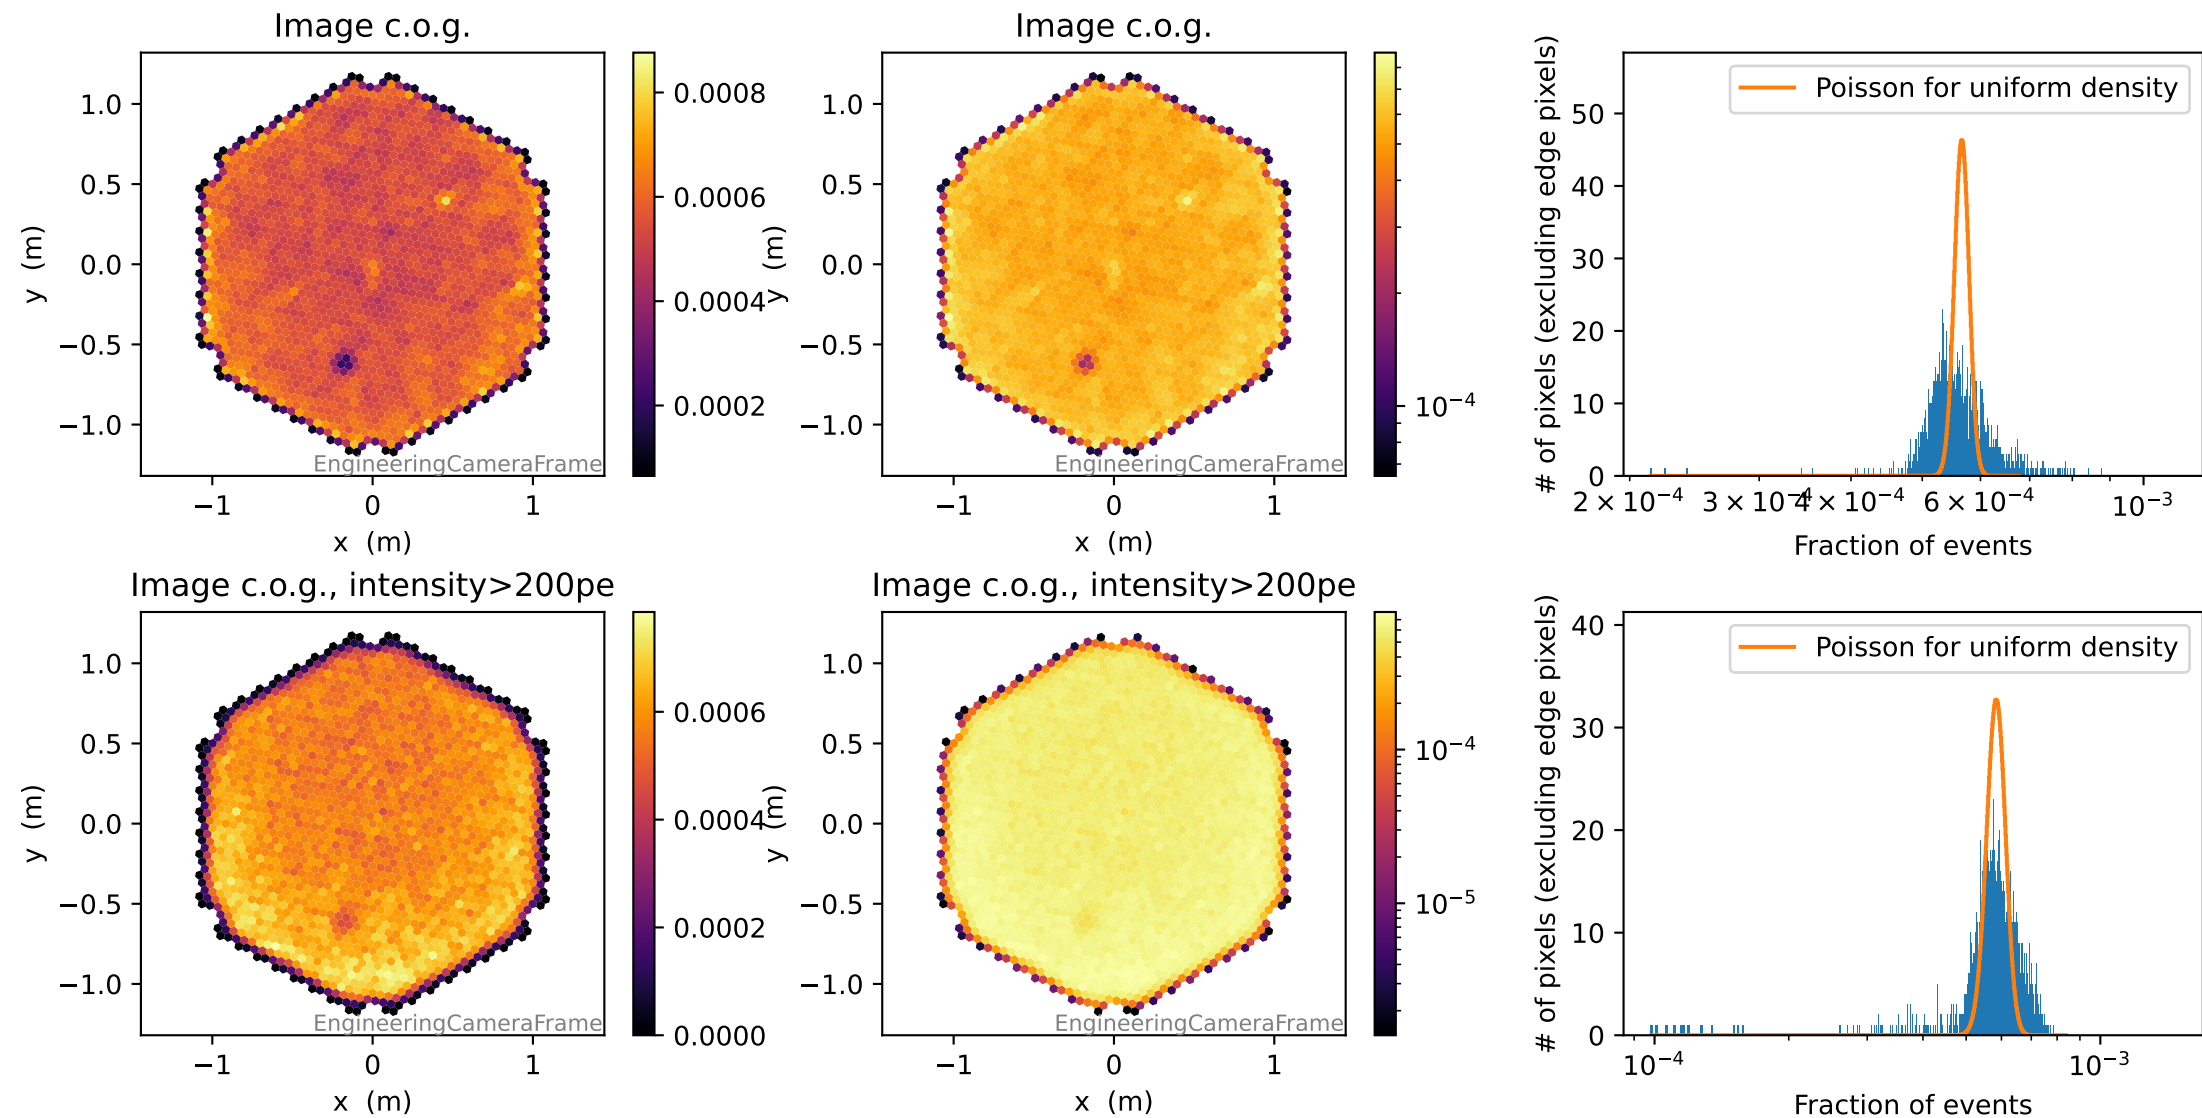 Image c.o.g.
1.0
0.5
0.0
−0.5
−1.0
y (m)
−1
0
1
x (m)
EngineeringCameraFrame
0.0008
0.0006
0.0004
0.0002
Image c.o.g.
1.0
0.5
0.0
−0.5
−1.0
y (m)
−1
0
1
x (m)
EngineeringCameraFrame
10⁻⁴
# of pixels (excluding edge pixels)
50
40
30
20
10
0
Poisson for uniform density
2 × 10⁻⁴
3 × 10⁻⁴
4 × 10⁻⁴
6 × 10⁻⁴
10⁻³
Fraction of events
Image c.o.g., intensity>200pe
1.0
0.5
0.0
−0.5
−1.0
y (m)
−1
0
1
x (m)
EngineeringCameraFrame
0.0006
0.0004
0.0002
0.0000
Image c.o.g., intensity>200pe
1.0
0.5
0.0
−0.5
−1.0
y (m)
−1
0
1
x (m)
EngineeringCameraFrame
10⁻⁴
10⁻⁵
# of pixels (excluding edge pixels)
40
30
20
10
0
Poisson for uniform density
10⁻⁴
10⁻³
Fraction of events